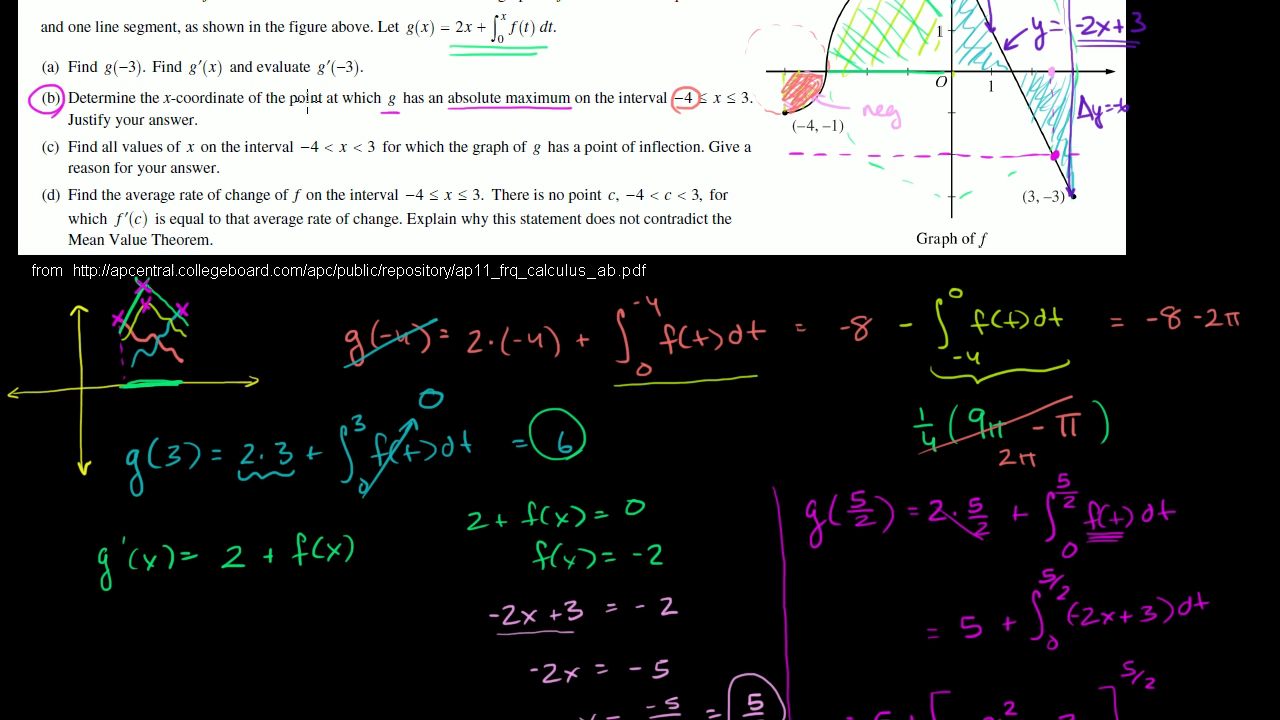 and one line segment, as shown in the figure above. Let g(x) = 2x + ∫₀ˣ f(t) dt.
(a) Find g(−3). Find g′(x) and evaluate g′(−3).
(b) Determine the x-coordinate of the point at which g has an absolute maximum on the interval −4 ≤ x ≤ 3.
Justify your answer.
(c) Find all values of x on the interval −4 < x < 3 for which the graph of g has a point of inflection. Give a
reason for your answer.
(d) Find the average rate of change of f on the interval −4 ≤ x ≤ 3. There is no point c, −4 < c < 3, for
which f′(c) is equal to that average rate of change. Explain why this statement does not contradict the
Mean Value Theorem.
1
y = -2x+3
O
1
neg
Δy=
(−4, −1)
(3, −3)
Graph of f
from http://apcentral.collegeboard.com/apc/public/repository/ap11_frq_calculus_ab.pdf
g(-4) = 2·(-4) + ∫₀⁻⁴ f(t)dt = -8 - ∫₋₄⁰ f(t)dt = -8 -2π
1/4 (9π - π)
2π
0
g(3) = 2·3 + ∫₀³ f(t)dt = 6
g'(x) = 2 + f(x)
2 + f(x) = 0
f(x) = -2
-2x +3 = -2
-2x = -5
-5 = 5
g(5/2) = 2·5/2 + ∫₀^5/2 f(t)dt
= 5 + ∫₀^5/2 (-2x+3)dt
5/2